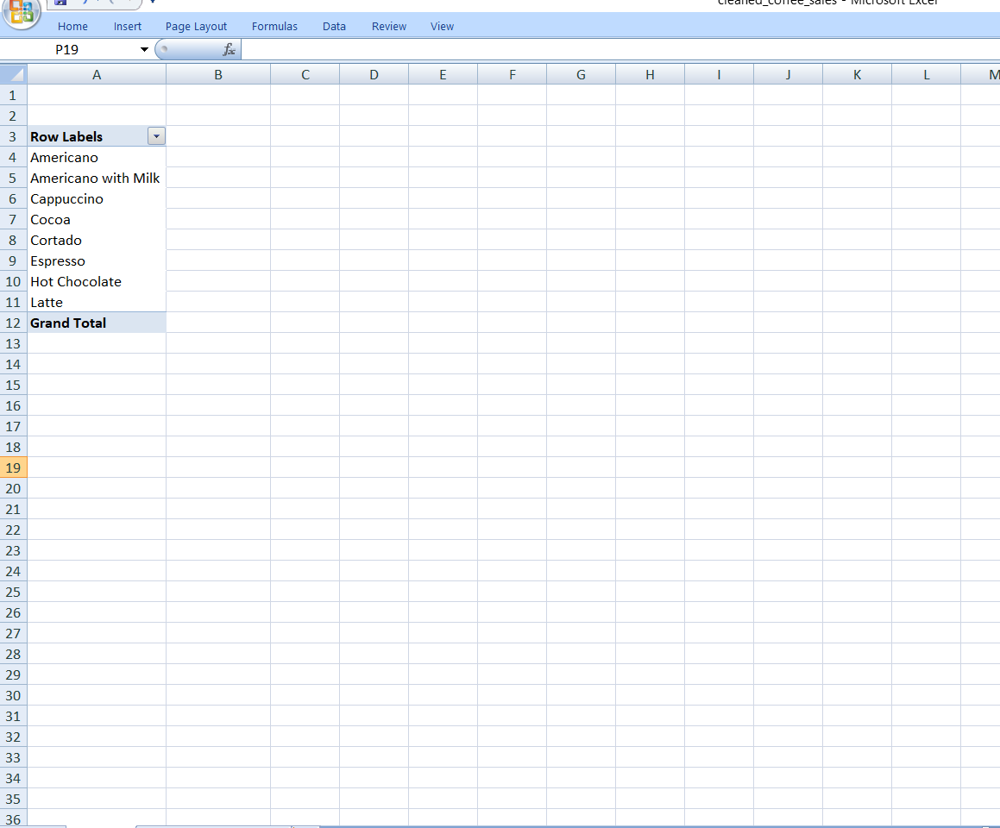 cleaned_coffee_sales - Microsoft Excel
Home Insert Page Layout Formulas Data Review View
P19 fx
A B C D E F G H I J K L M
1
2
3 Row Labels
4 Americano
5 Americano with Milk
6 Cappuccino
7 Cocoa
8 Cortado
9 Espresso
10 Hot Chocolate
11 Latte
12 Grand Total
13
14
15
16
17
18
19
20
21
22
23
24
25
26
27
28
29
30
31
32
33
34
35
36